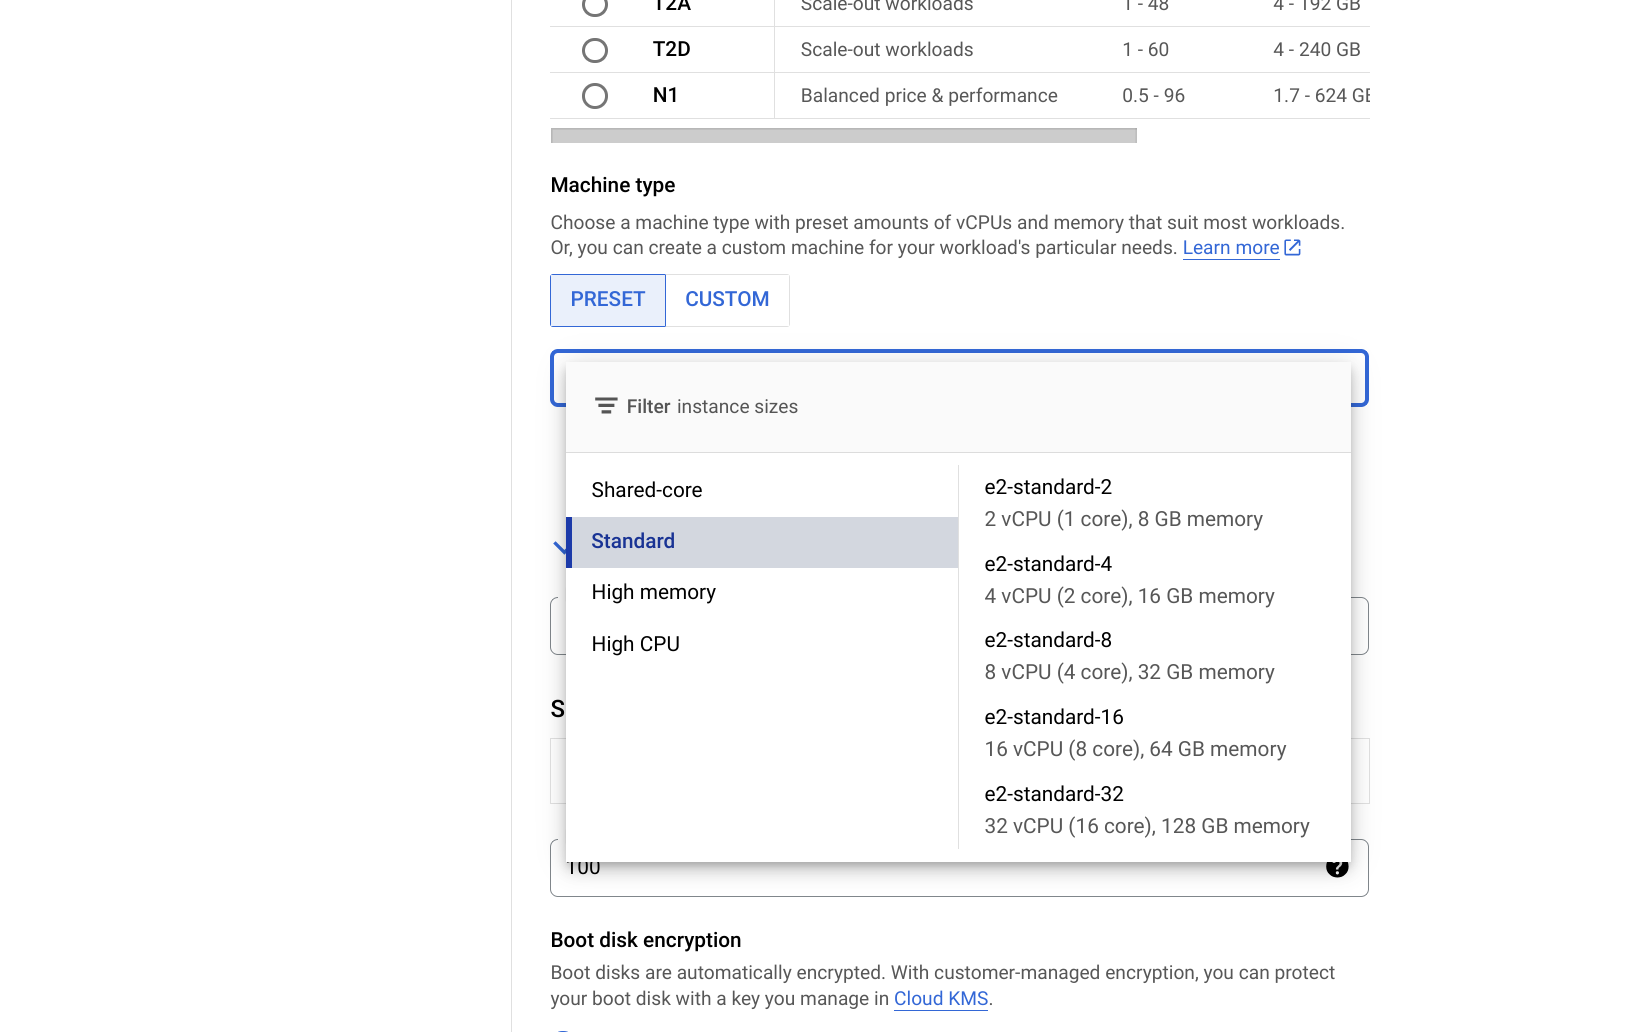 T2A Scale-out workloads 1 - 48 4 - 192 GB
T2D Scale-out workloads 1 - 60 4 - 240 GB
N1 Balanced price & performance 0.5 - 96 1.7 - 624 GB
Machine type
Choose a machine type with preset amounts of vCPUs and memory that suit most workloads.
Or, you can create a custom machine for your workload's particular needs. Learn more
PRESET CUSTOM
Filter instance sizes
Shared-core
Standard
High memory
High CPU
e2-standard-2
2 vCPU (1 core), 8 GB memory
e2-standard-4
4 vCPU (2 core), 16 GB memory
e2-standard-8
8 vCPU (4 core), 32 GB memory
e2-standard-16
16 vCPU (8 core), 64 GB memory
e2-standard-32
32 vCPU (16 core), 128 GB memory
S
100
Boot disk encryption
Boot disks are automatically encrypted. With customer-managed encryption, you can protect
your boot disk with a key you manage in Cloud KMS.